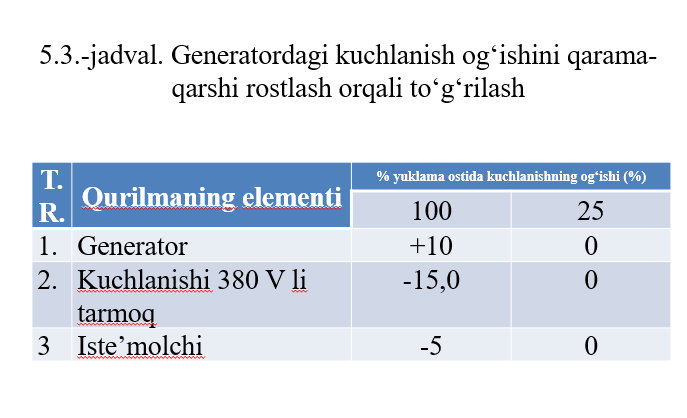 5.3.-jadval. Generatordagi kuchlanish og‘ishini qarama-
qarshi rostlash orqali to‘g‘rilash
T.
R.
Qurilmaning elementi
% yuklama ostida kuchlanishning og‘ishi (%)
100 25
1. Generator +10 0
2. Kuchlanishi 380 V li -15,0 0
tarmoq
3 Iste’molchi -5 0